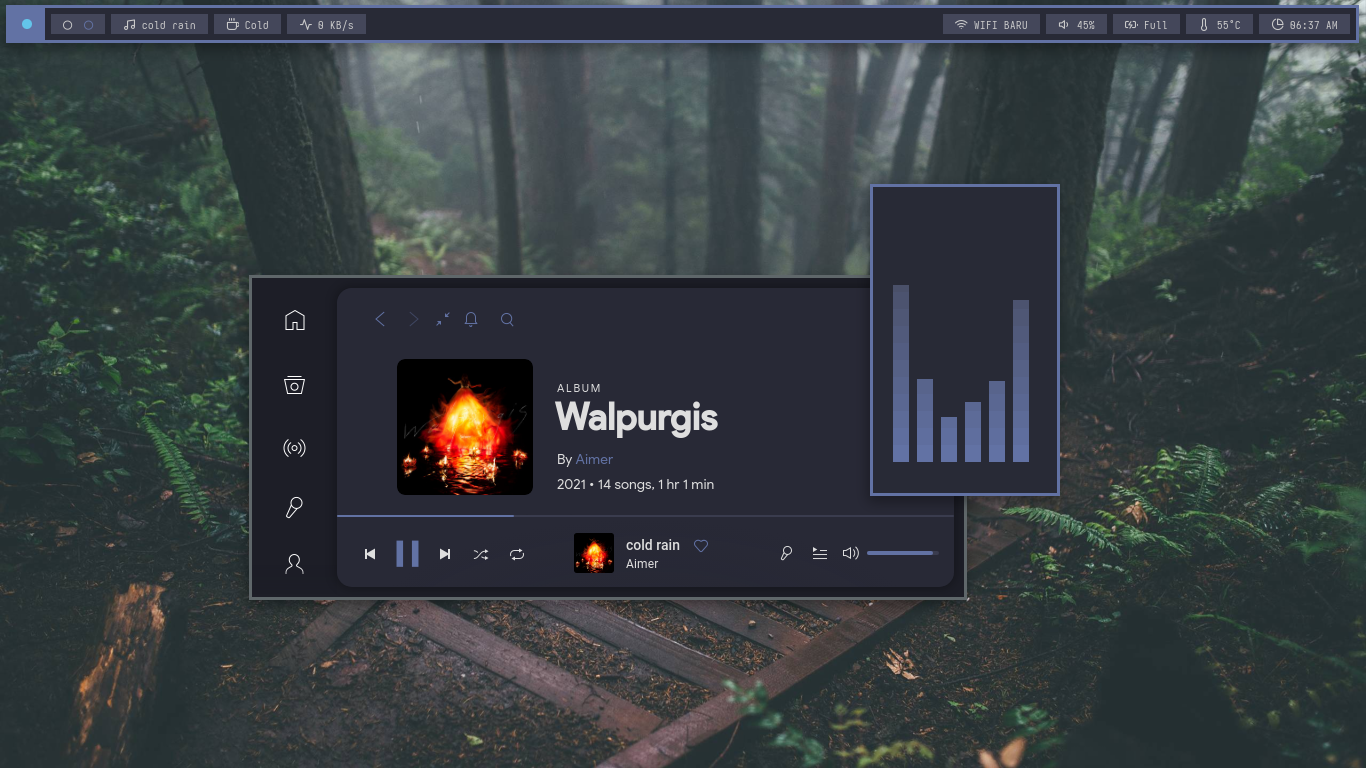 cold rain
Cold
0 KB/s
WIFI BARU
45%
Full
55°C
06:37 AM
ALBUM
Walpurgis
By Aimer
2021 • 14 songs, 1 hr 1 min
cold rain
Aimer